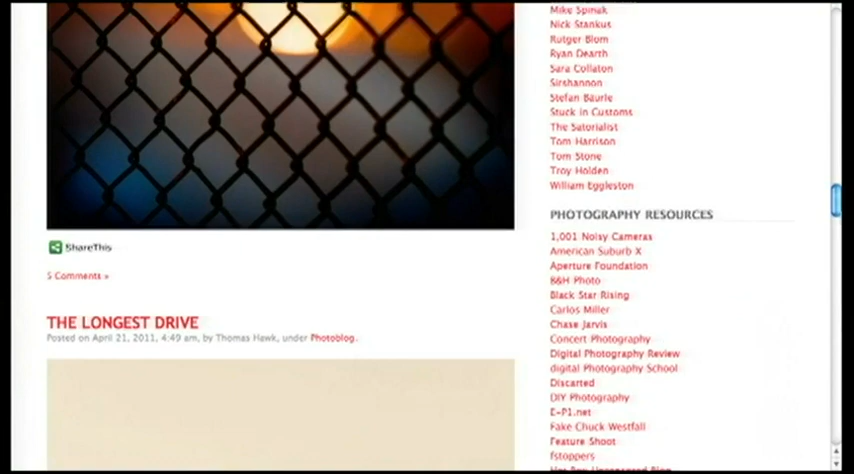 ShareThis
5 Comments »
THE LONGEST DRIVE
Posted on April 21, 2011, 4:49 am, by Thomas Hawk, under Photoblog.
Mike Spinak
Nick Stankus
Rutger Blom
Ryan Dearth
Sara Collaton
Sirshannon
Stefan Bäurle
Stuck in Customs
The Satorialist
Tom Harrison
Tom Stone
Troy Holden
William Eggleston
PHOTOGRAPHY RESOURCES
1,001 Noisy Cameras
American Suburb X
Aperture Foundation
B&H Photo
Black Star Rising
Carlos Miller
Chase Jarvis
Concert Photography
Digital Photography Review
digital Photography School
Discarted
DIY Photography
E-P1.net
Fake Chuck Westfall
Feature Shoot
fstoppers